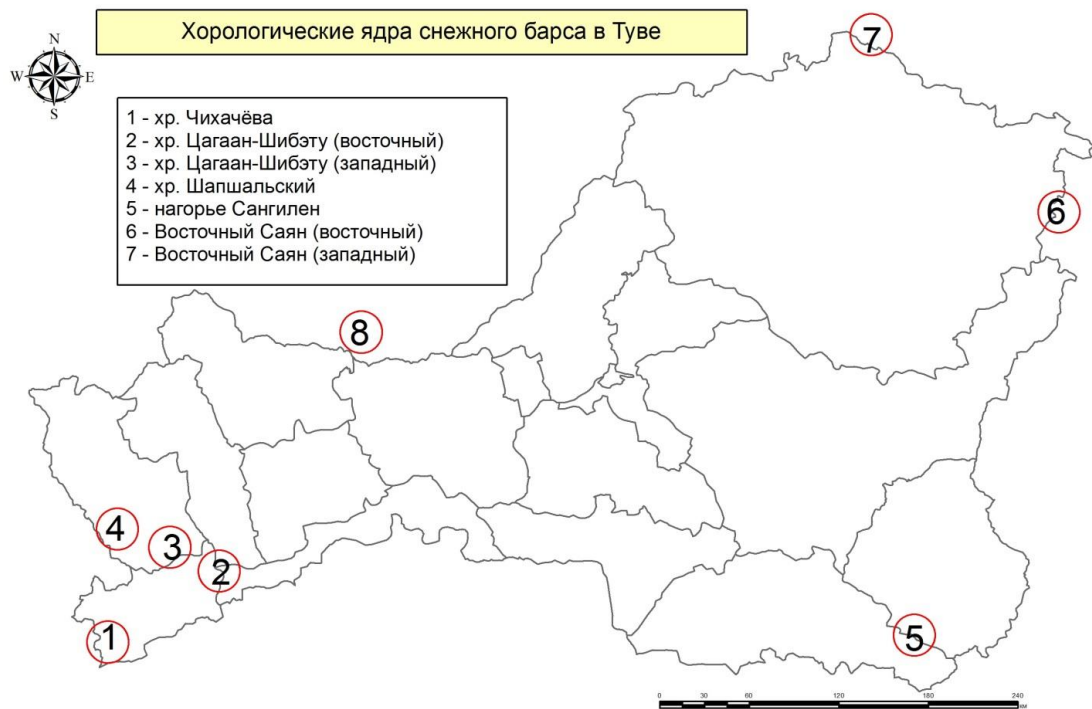 Хорологические ядра снежного барса в Туве
N
W E
S
1 - хр. Чихачёва
2 - хр. Цагаан-Шибэту (восточный)
3 - хр. Цагаан-Шибэту (западный)
4 - хр. Шапшальский
5 - нагорье Сангилен
6 - Восточный Саян (восточный)
7 - Восточный Саян (западный)
7
6
8
4
3
2
1
5
0 30 60 120 180 240
км